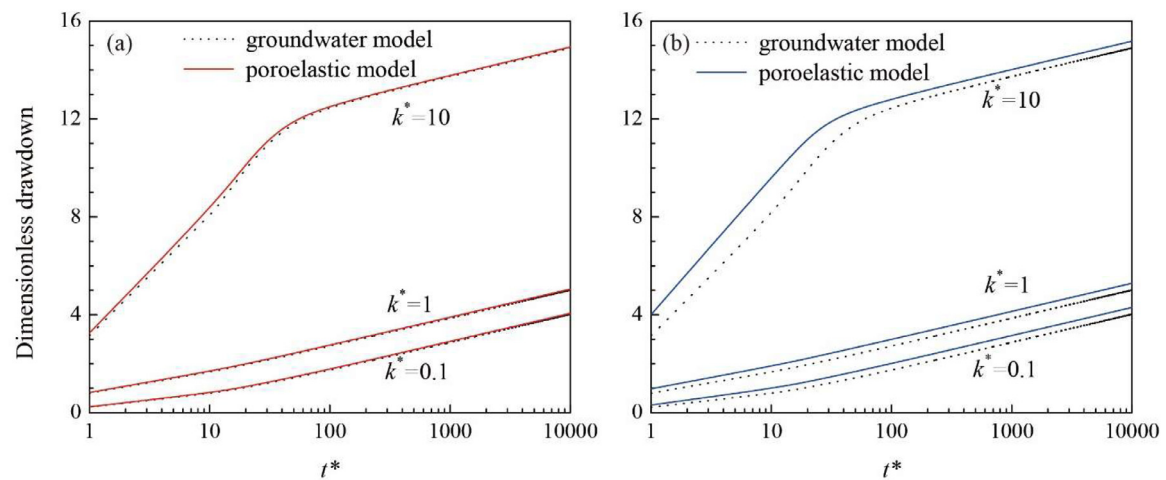 (a)
groundwater model
poroelastic model
k*=10
k*=1
k*=0.1
Dimensionless drawdown
16
12
8
4
0
1
10
100
1000
10000
t*
(b)
groundwater model
poroelastic model
k*=10
k*=1
k*=0.1
16
12
8
4
0
1
10
100
1000
10000
t*